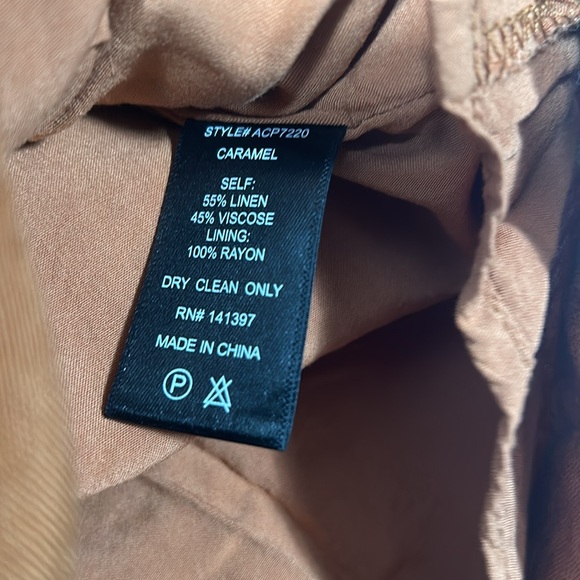 STYLE# ACP7220
CARAMEL
SELF:
55% LINEN
45% VISCOSE
LINING:
100% RAYON
DRY CLEAN ONLY
RN# 141397
MADE IN CHINA
P